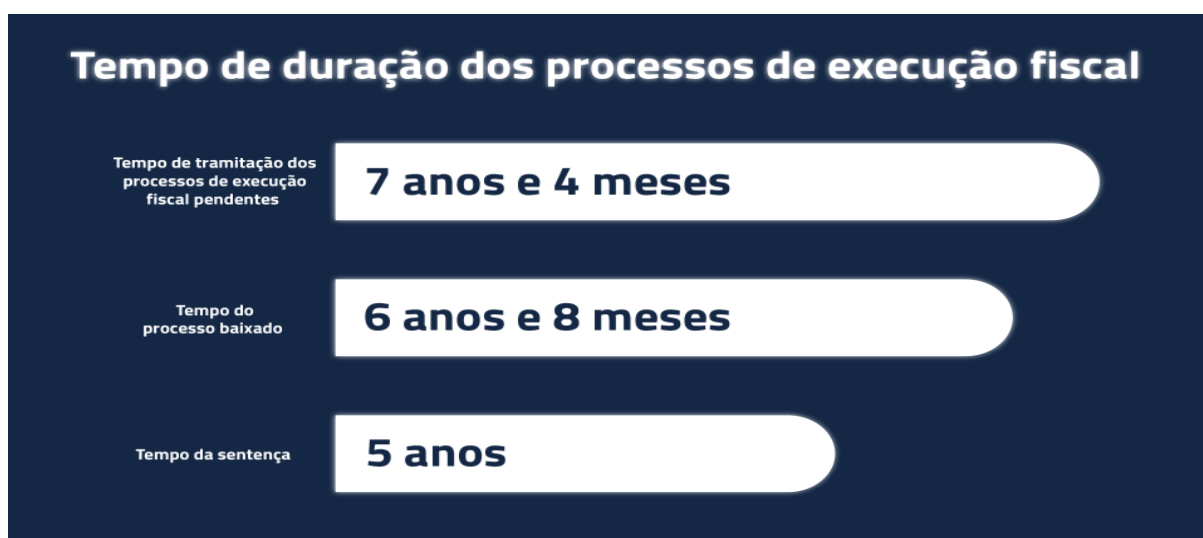 Tempo de duração dos processos de execução fiscal
Tempo de tramitação dos
processos de execução
fiscal pendentes
7 anos e 4 meses
Tempo do
processo baixado
6 anos e 8 meses
Tempo da sentença
5 anos